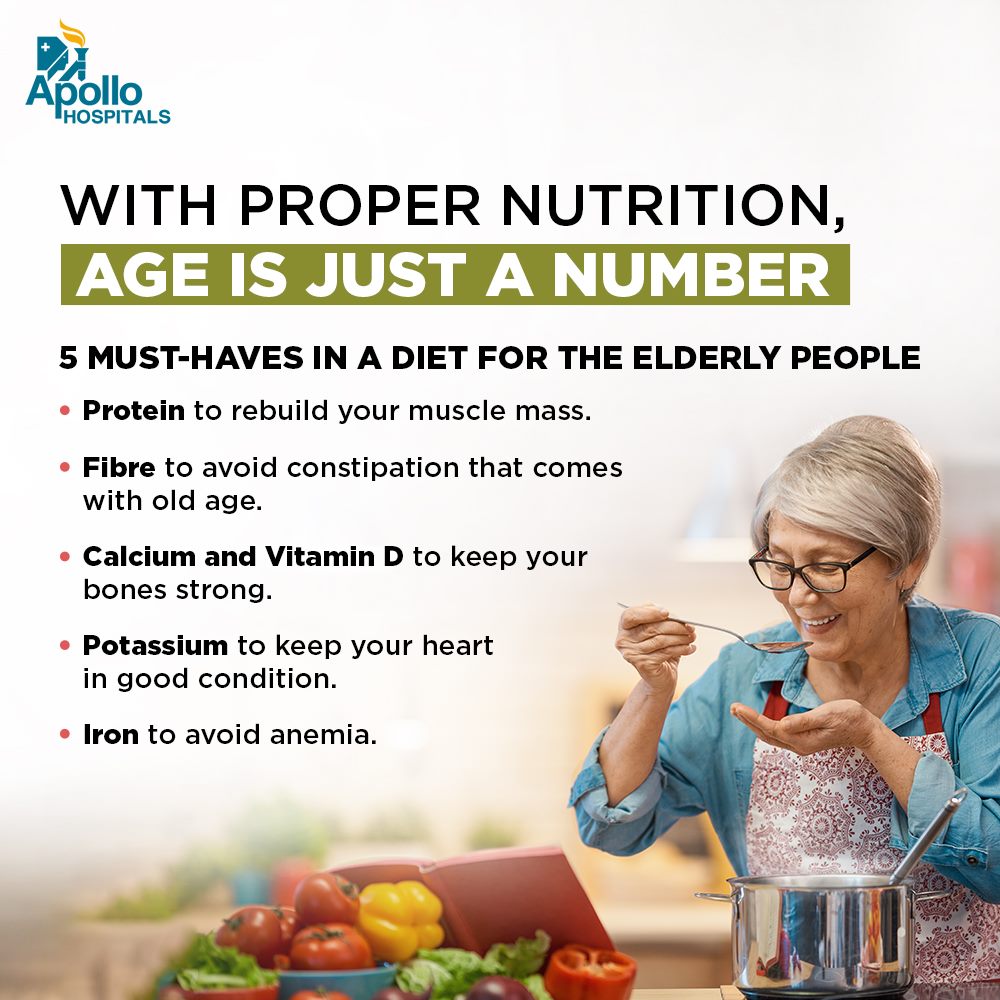 Apollo
HOSPITALS
WITH PROPER NUTRITION,
AGE IS JUST A NUMBER
5 MUST-HAVES IN A DIET FOR THE ELDERLY PEOPLE
• Protein to rebuild your muscle mass.
• Fibre to avoid constipation that comes
with old age.
• Calcium and Vitamin D to keep your
bones strong.
• Potassium to keep your heart
in good condition.
• Iron to avoid anemia.